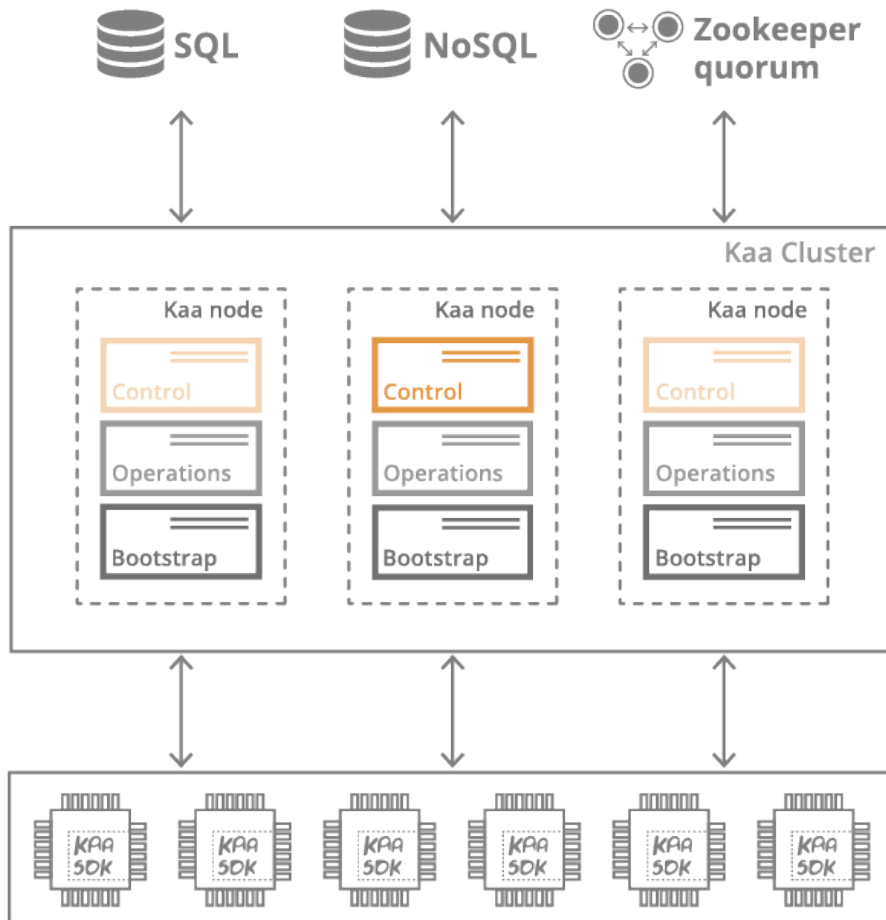 SQL
NoSQL
Zookeeper
quorum
Kaa Cluster
Kaa node
Control
Operations
Bootstrap
Kaa node
Control
Operations
Bootstrap
Kaa node
Control
Operations
Bootstrap
KAA
SDK
KAA
SDK
KAA
SDK
KAA
SDK
KAA
SDK
KAA
SDK